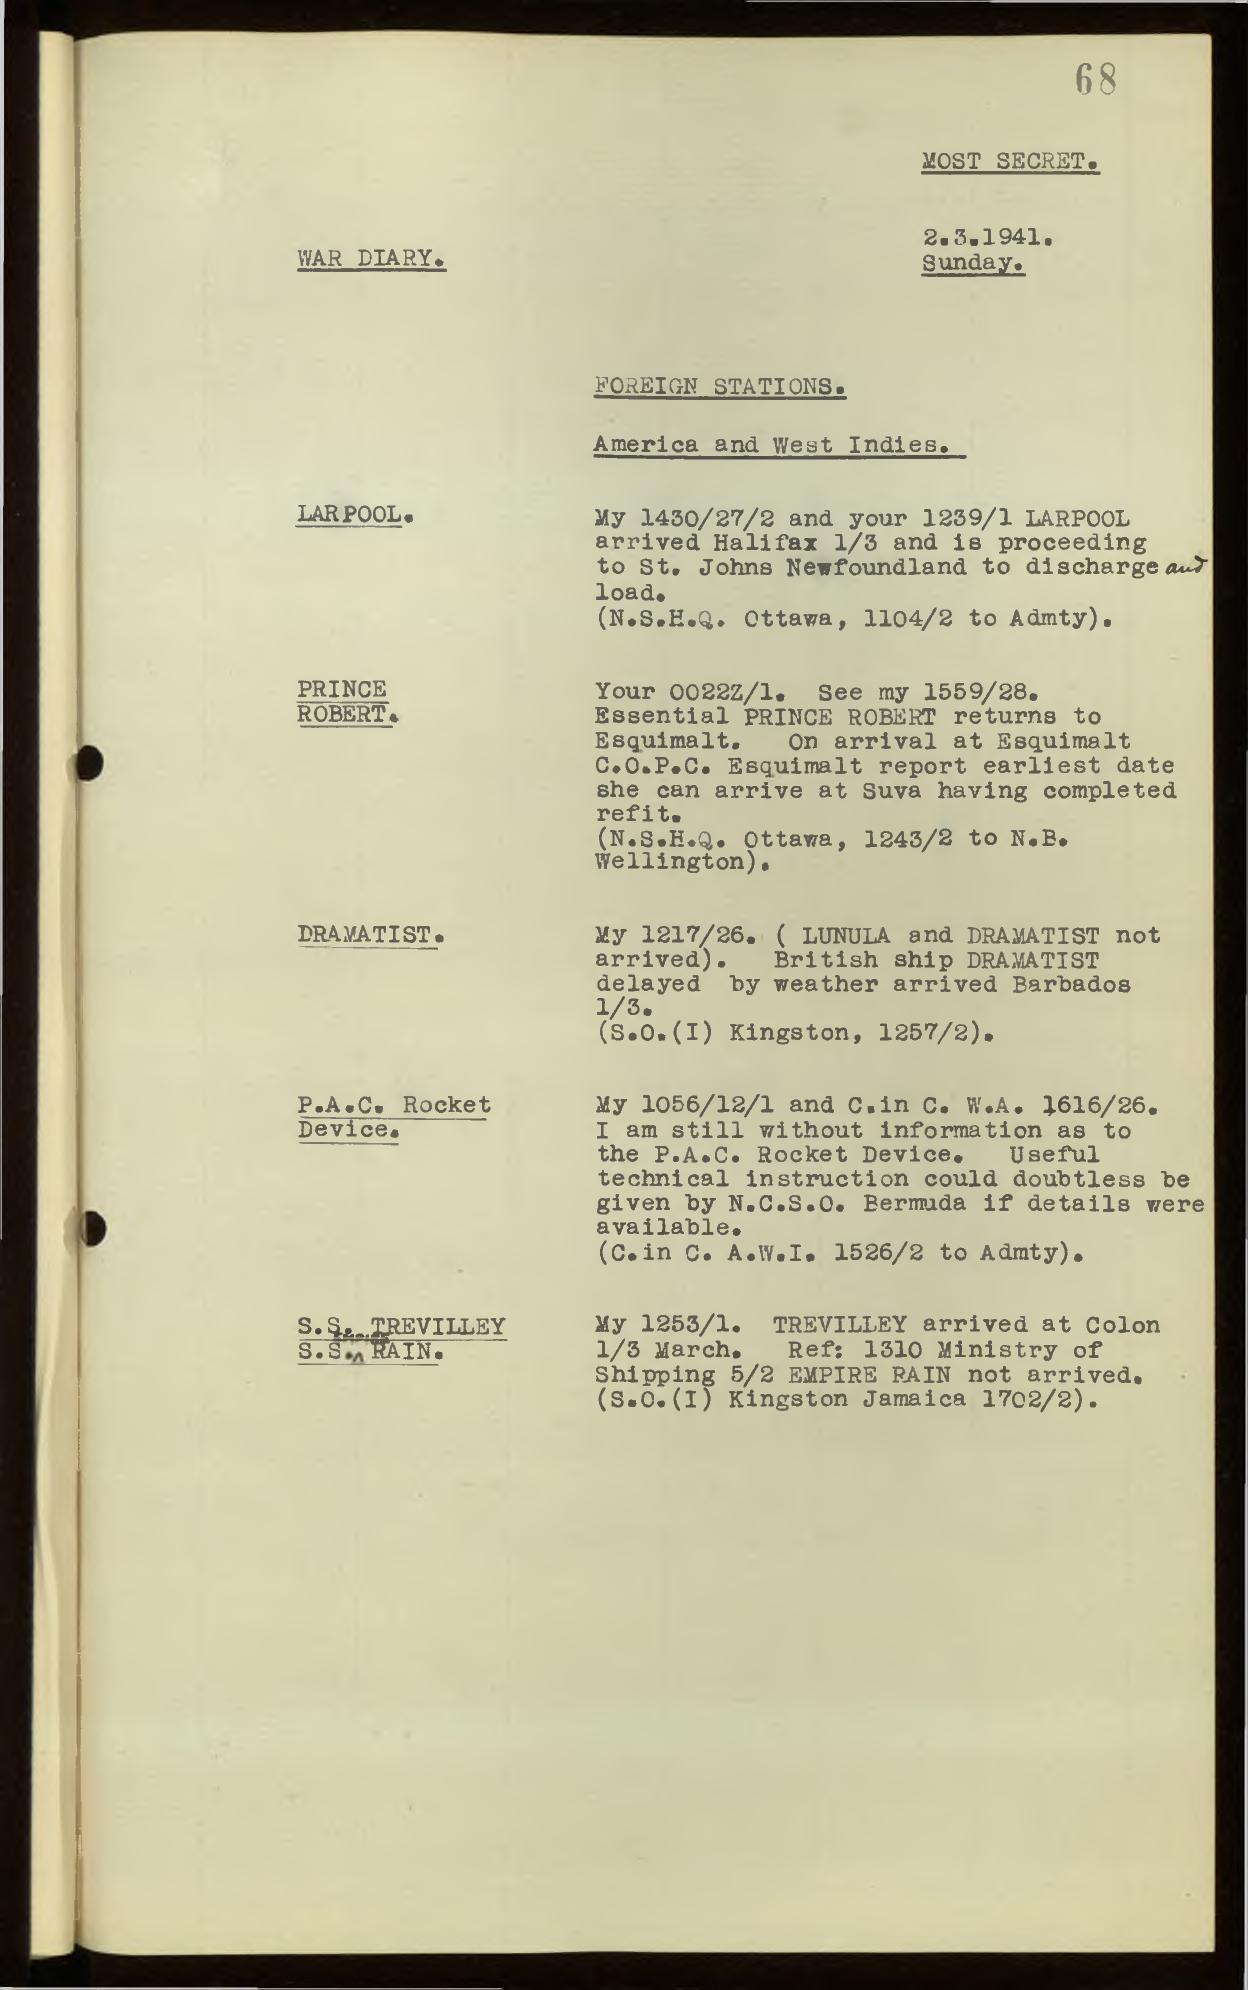 68
MOST SECRET.
2.3.1941.
WAR DIARY.
Sunday.
FOREIGN STATIONS.
America and West Indies.
LARPOOL.
My 1430/27/2 and your 1239/1 LARPOOL
arrived Halifax 1/3 and is proceeding
to St. Johns Newfoundland to discharge and
load.
(N.S.H.Q. Ottawa, 1104/2 to Admty).
PRINCE
ROBERT.
Your 0022Z/1. See my 1559/28.
Essential PRINCE ROBERT returns to
Esquimalt. On arrival at Esquimalt
C.O.P.C. Esquimalt report earliest date
she can arrive at Suva having completed
refit.
(N.S.H.Q. Ottawa, 1243/2 to N.B.
Wellington).
DRAMATIST.
My 1217/26. ( LUNULA and DRAMATIST not
arrived). British ship DRAMATIST
delayed by weather arrived Barbados
1/3.
(S.O.(I) Kingston, 1257/2).
P.A.C. Rocket
Device.
My 1056/12/1 and C.in C. W.A. 1616/26.
I am still without information as to
the P.A.C. Rocket Device. Useful
technical instruction could doubtless be
given by N.C.S.O. Bermuda if details were
available.
(C.in C. A.W.I. 1526/2 to Admty).
S.S. TREVILLEY
S.S. RAIN.
My 1253/1. TREVILLEY arrived at Colon
1/3 March. Ref: 1310 Ministry of
Shipping 5/2 EMPIRE RAIN not arrived.
(S.O.(I) Kingston Jamaica 1702/2).